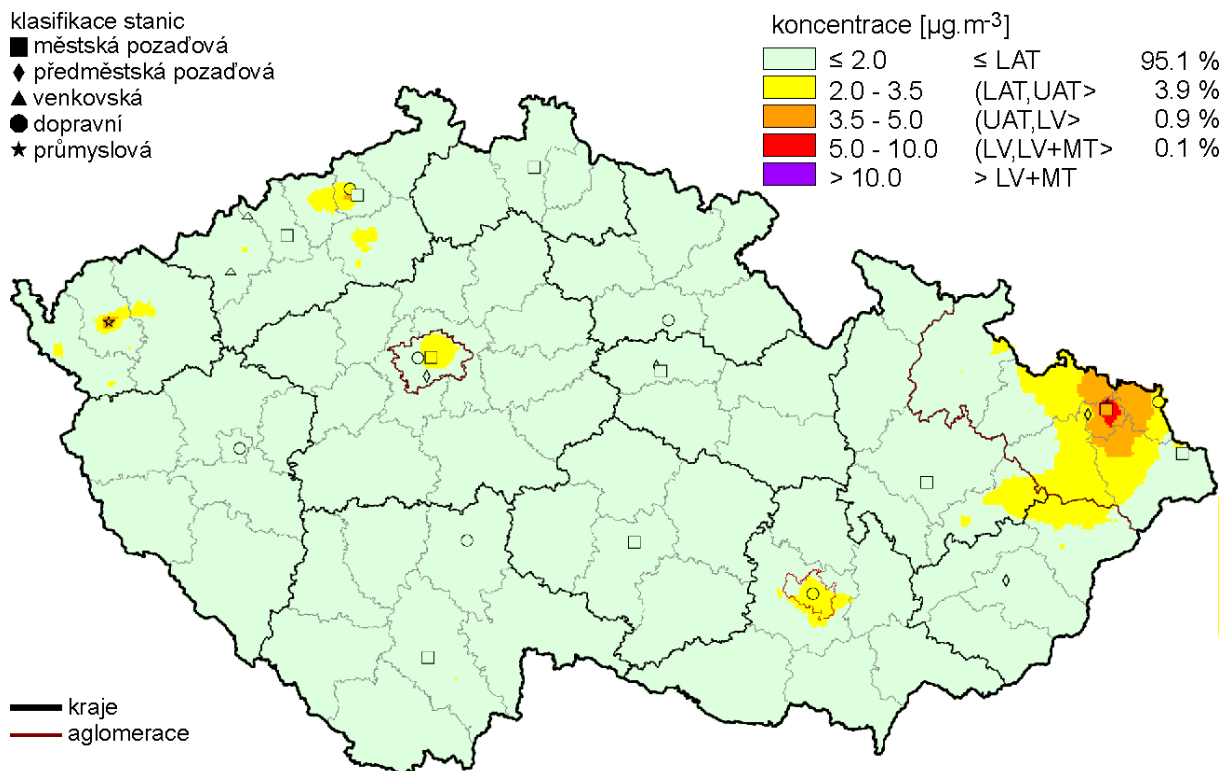 klasifikace stanic
městská pozaďová
předměstská pozaďová
venkovská
dopravní
průmyslová
koncentrace [µg.m-3]
≤ 2.0 ≤ LAT 95.1 %
2.0 - 3.5 (LAT,UAT> 3.9 %
3.5 - 5.0 (UAT,LV> 0.9 %
5.0 - 10.0 (LV,LV+MT> 0.1 %
> 10.0 > LV+MT
kraje
aglomerace